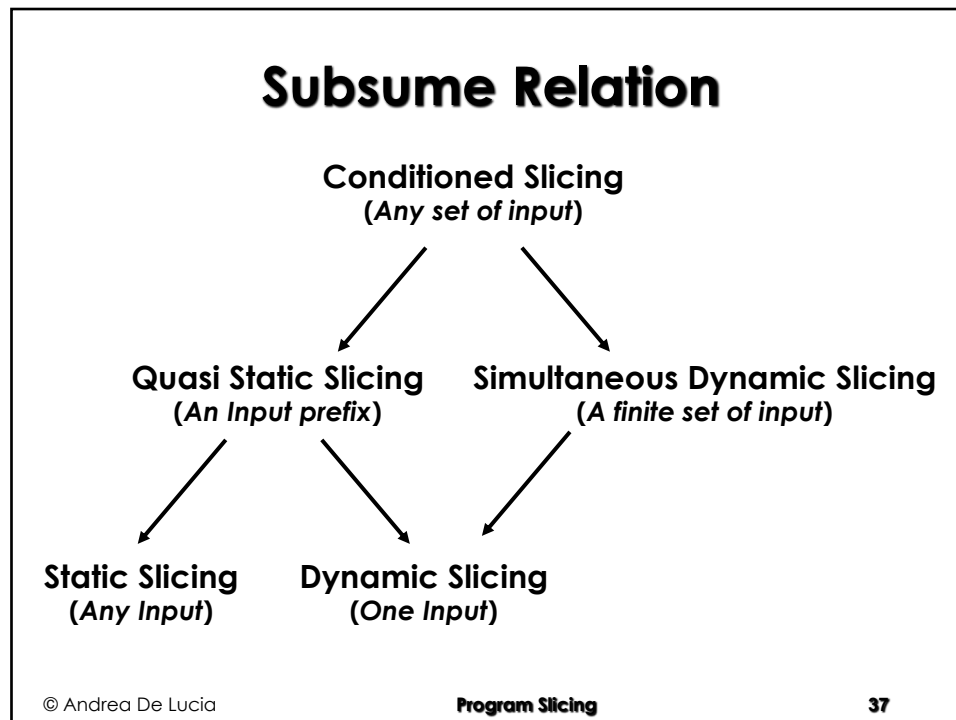 Subsume Relation
Conditioned Slicing
(Any set of input)
Quasi Static Slicing
(An Input prefix)
Simultaneous Dynamic Slicing
(A finite set of input)
Static Slicing
(Any Input)
Dynamic Slicing
(One Input)
© Andrea De Lucia
Program Slicing
37